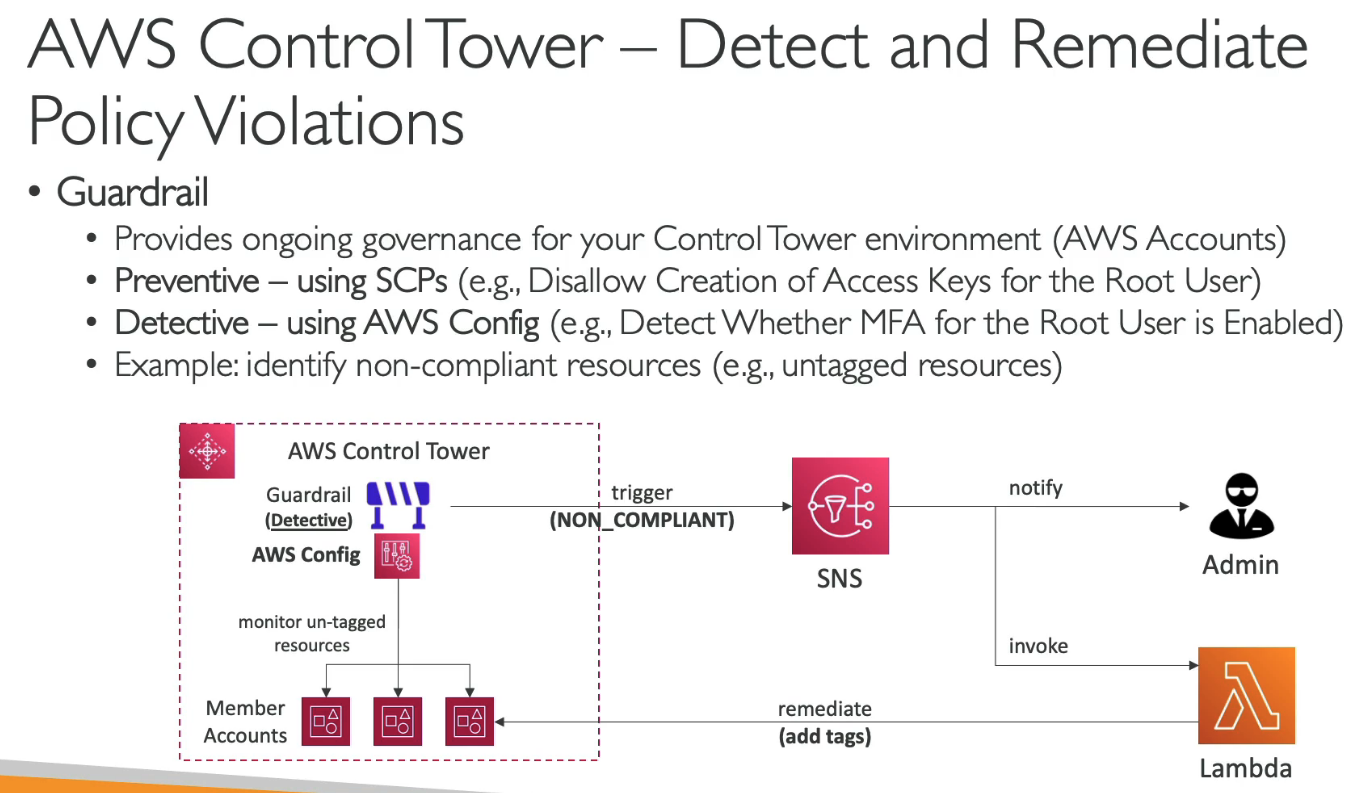 AWS Control Tower – Detect and Remediate
Policy Violations
• Guardrail
• Provides ongoing governance for your Control Tower environment (AWS Accounts)
• Preventive – using SCPs (e.g., Disallow Creation of Access Keys for the Root User)
• Detective – using AWS Config (e.g., Detect Whether MFA for the Root User is Enabled)
• Example: identify non-compliant resources (e.g., untagged resources)
AWS Control Tower
Guardrail
(Detective)
AWS Config
trigger
(NON_COMPLIANT)
SNS
notify
Admin
monitor un-tagged
resources
invoke
Member
Accounts
remediate
(add tags)
Lambda